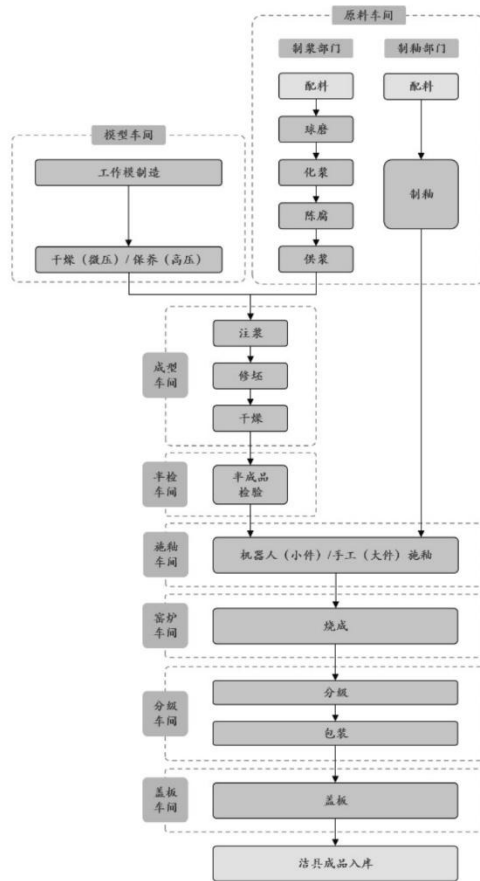 原料车间
制浆部门
制釉部门
配料
配料
球磨
化浆
陈腐
供浆
制釉
模型车间
工作模制造
干燥（微压）/保养（高压）
成型
车间
注浆
修坯
干燥
半检
车间
半成品
检验
施釉
车间
机器人（小件）/手工（大件）施釉
窑炉
车间
烧成
分级
车间
分级
包装
盖板
车间
盖板
洁具成品入库